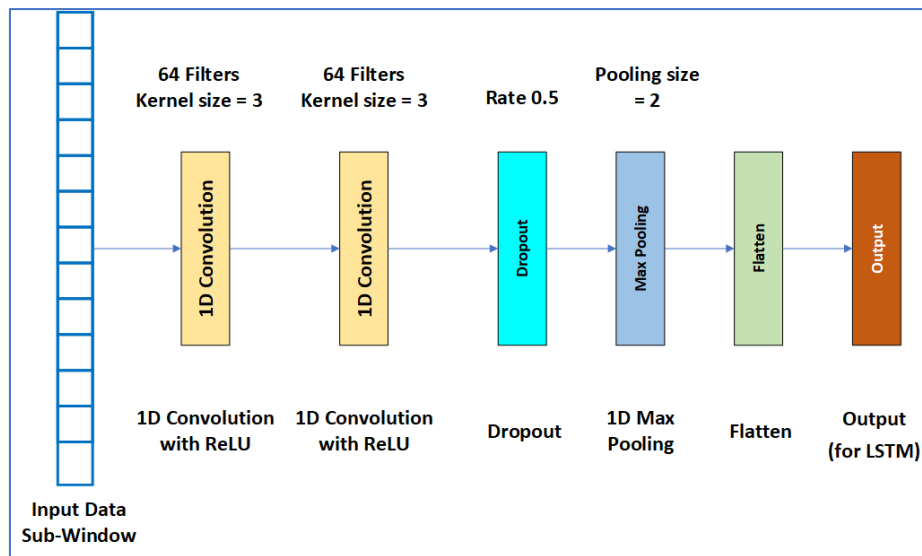 64 Filters
Kernel size = 3
64 Filters
Kernel size = 3
Rate 0.5
Pooling size
= 2
1D Convolution
1D Convolution
Dropout
Max Pooling
Flatten
Output
1D Convolution
with ReLU
1D Convolution
with ReLU
Dropout
1D Max
Pooling
Flatten
Output
(for LSTM)
Input Data
Sub-Window